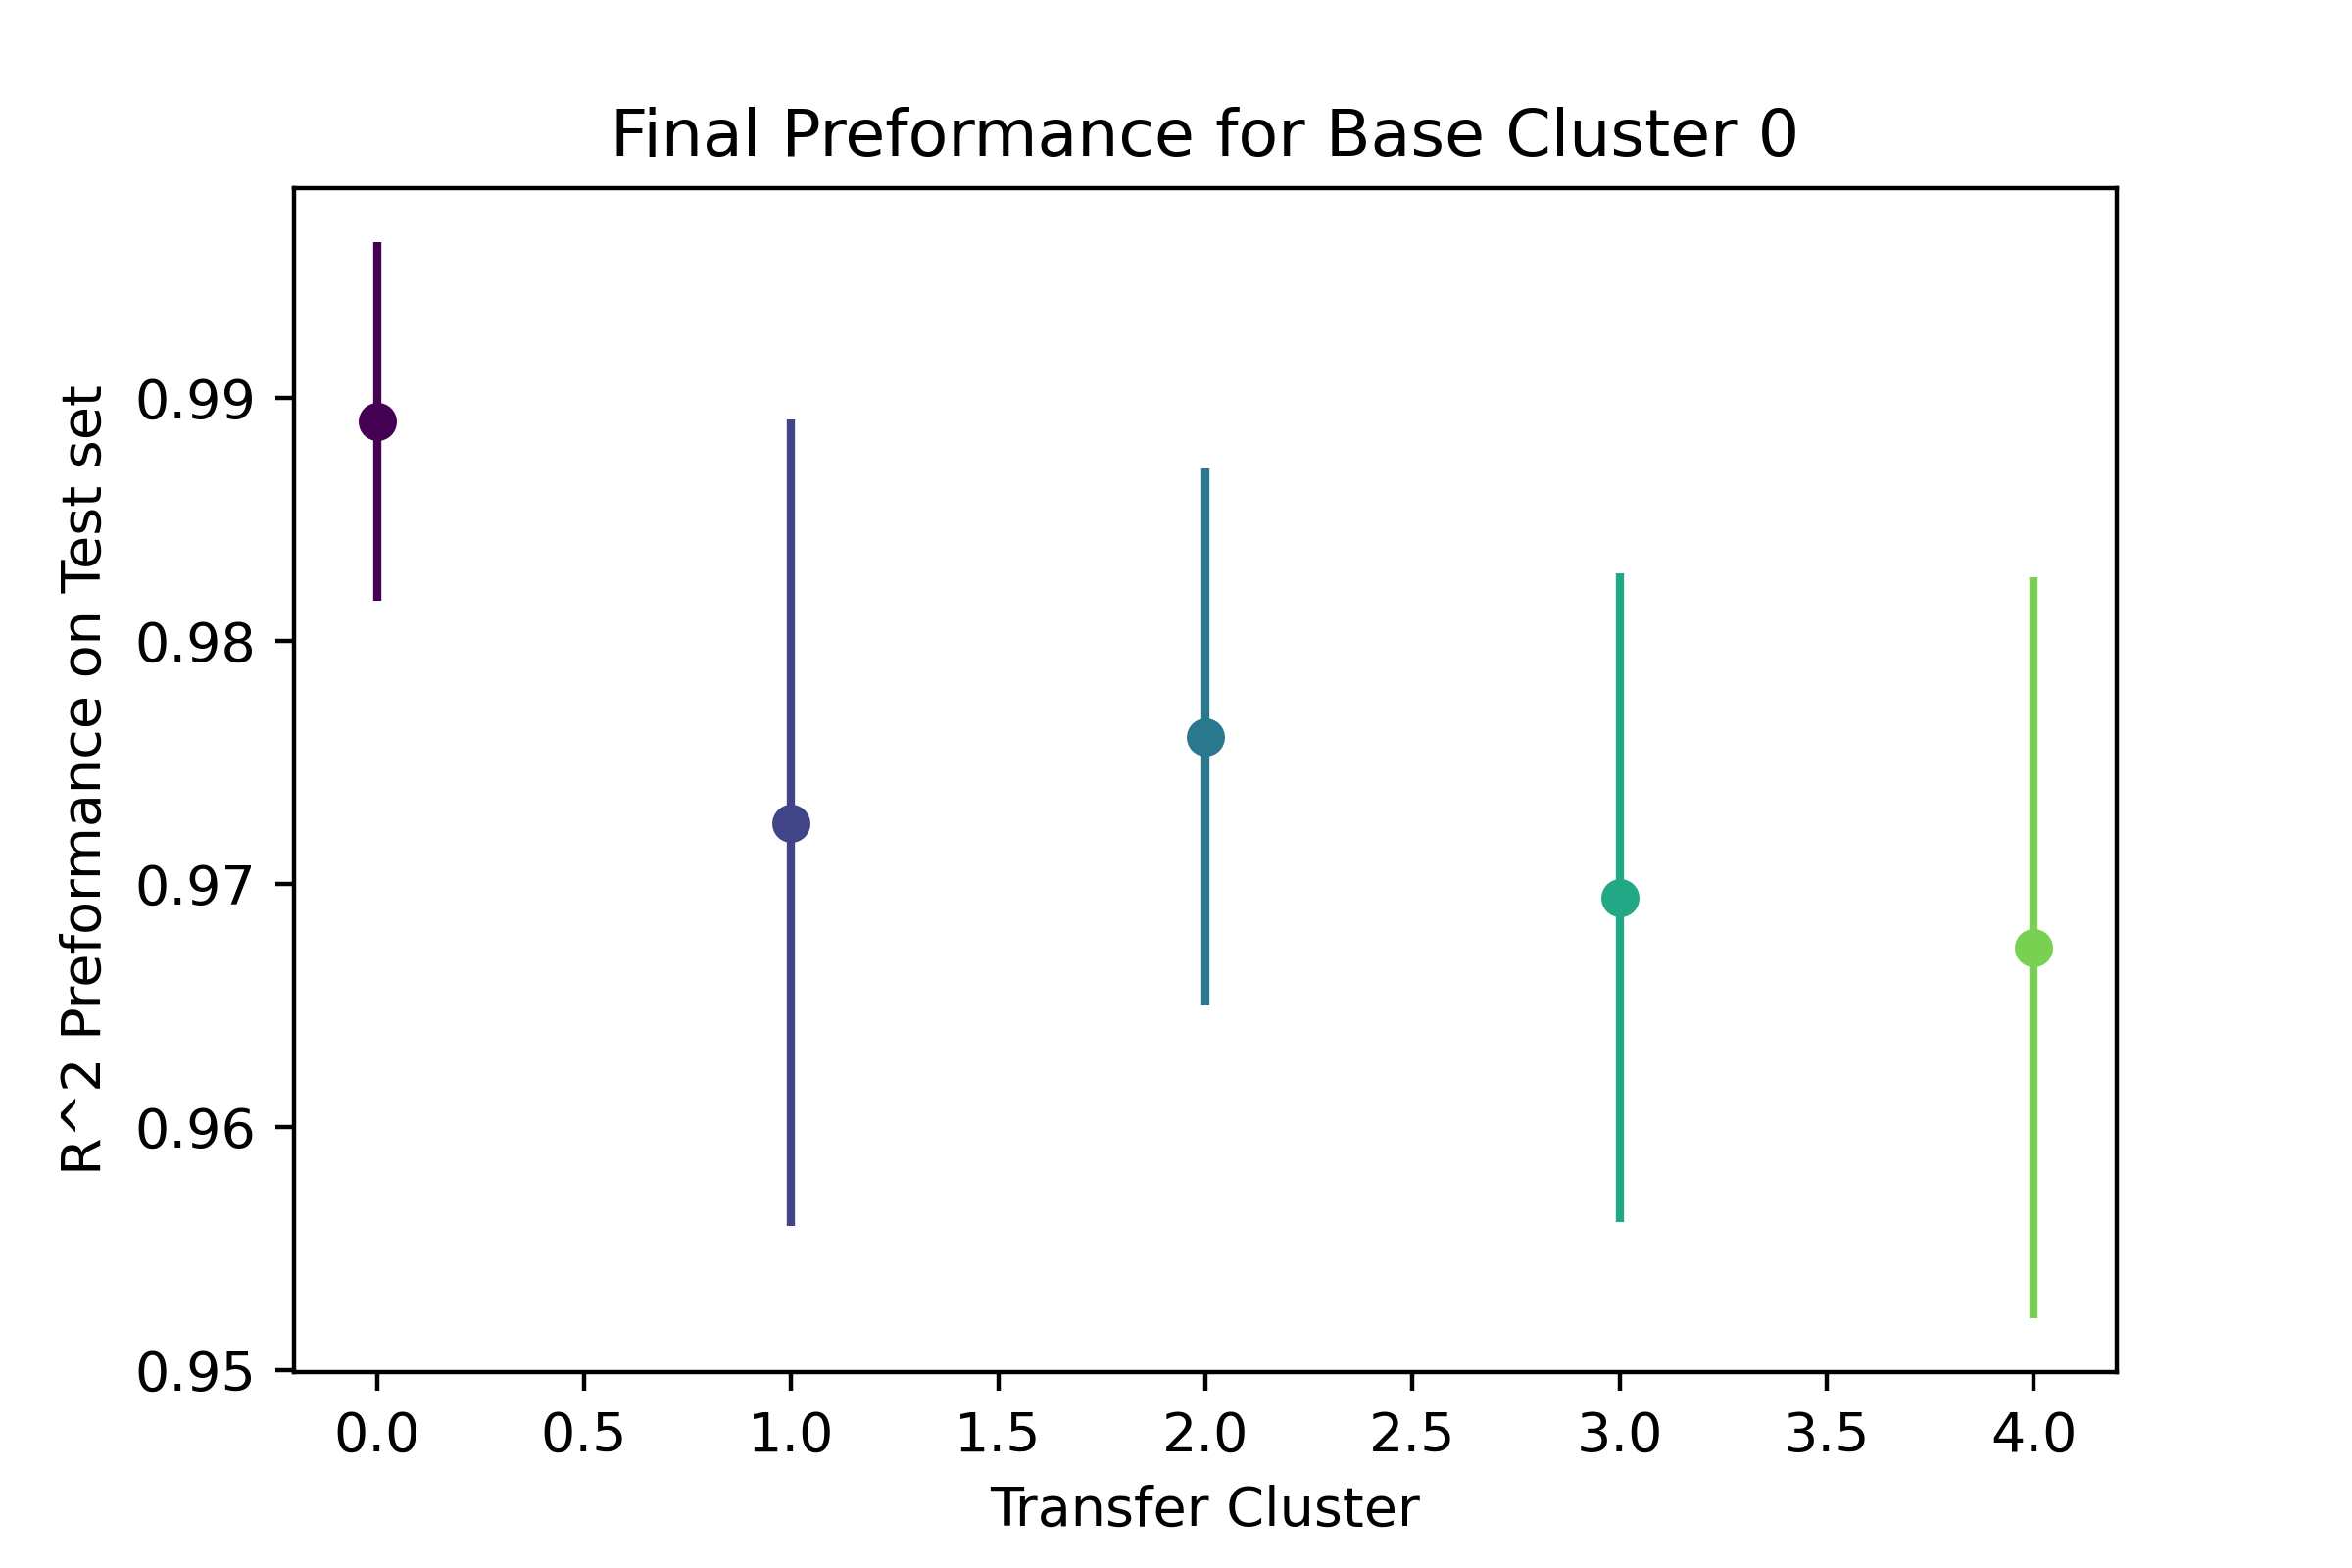 Final Preformance for Base Cluster 0
R^2 Preformance on Test set
0.99
0.98
0.97
0.96
0.95
0.0 0.5 1.0 1.5 2.0 2.5 3.0 3.5 4.0
Transfer Cluster